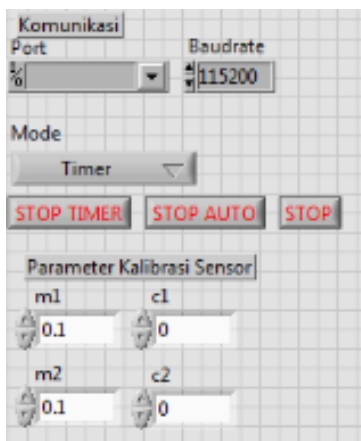 Komunikasi
Port Baudrate
115200
Mode
Timer
STOP TIMER STOP AUTO STOP
Parameter Kalibrasi Sensor
m1 c1
0.1 0
m2 c2
0.1 0